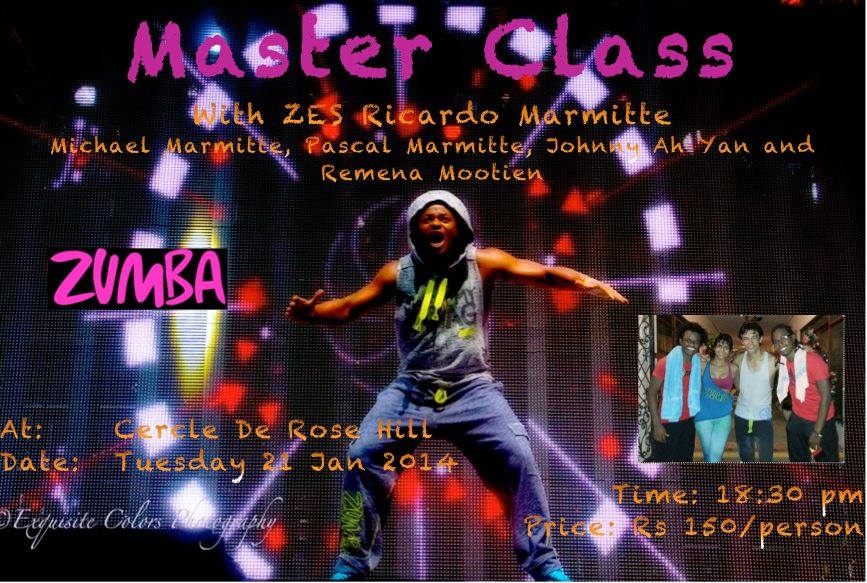 Master Class
With ZES Ricardo Marmitte
Michael Marmitte, Pascal Marmitte, Johnny Ah Yan and
Remena Mootien
ZUMBA
At: Cercle De Rose Hill
Date: Tuesday 21 Jan 2014
©Exquisite Colors Photography
Time: 18:30 pm
Price: Rs 150/person